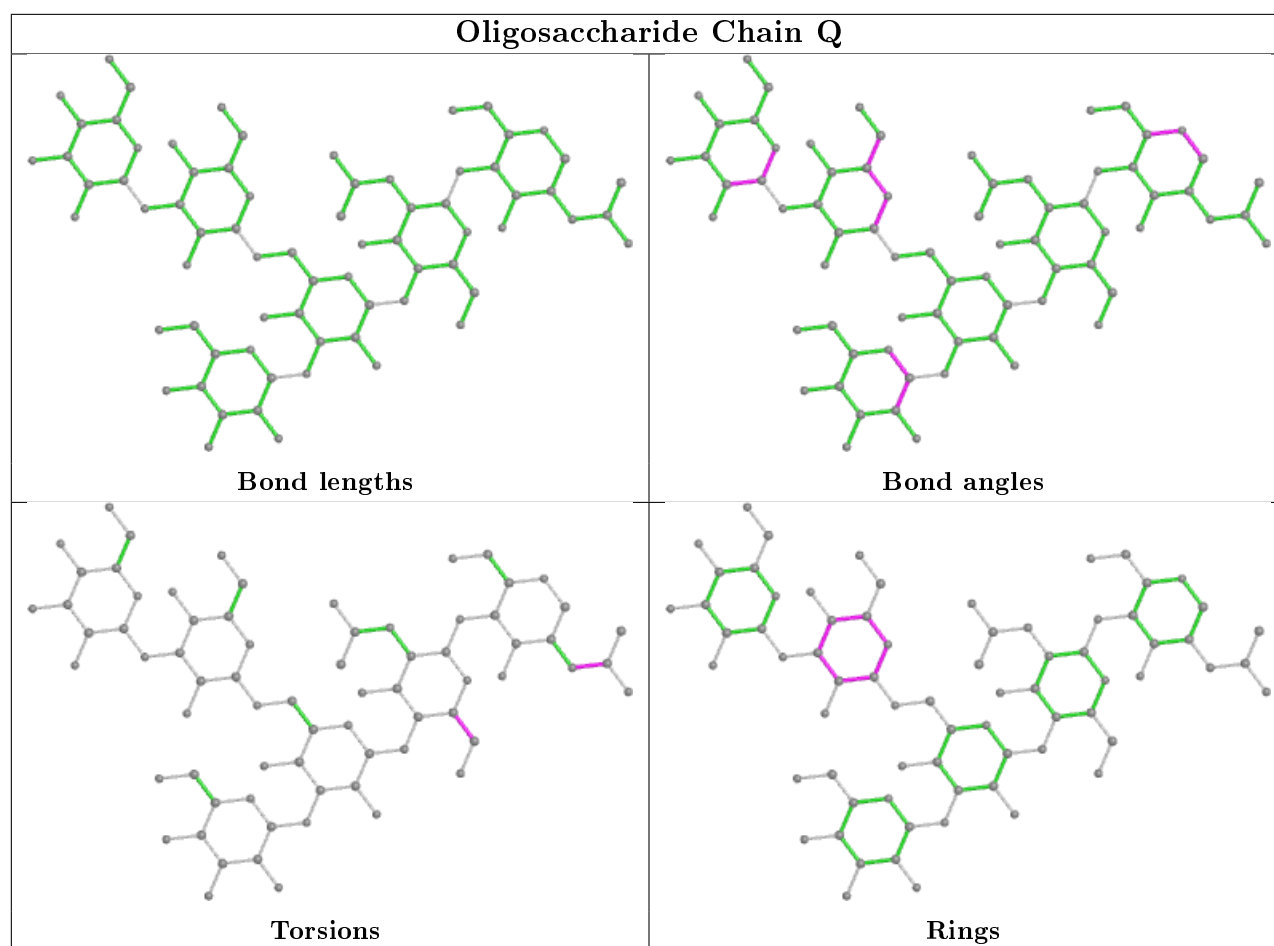 Oligosaccharide Chain Q
Bond lengths
Bond angles
Torsions
Rings